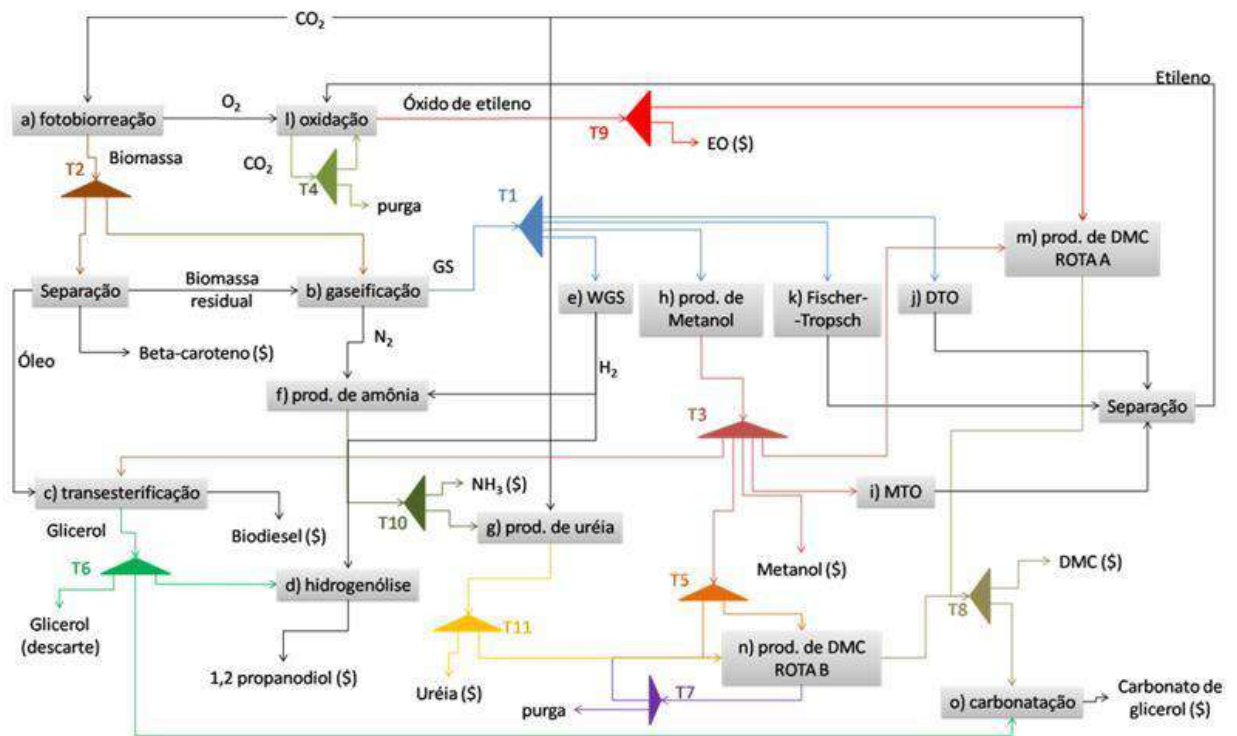 CO₂
Etileno
O₂
Óxido de etileno
a) fotobiorreação
l) oxidação
T9
EO ($)
T2
Biomassa
CO₂
T4
purga
T1
m) prod. de DMC
ROTA A
GS
Separação
Biomassa
residual
b) gaseificação
e) WGS
h) prod. de
Metanol
k) Fischer-
-Tropsch
j) DTO
N₂
Óleo
Beta-caroteno ($)
H₂
f) prod. de amônia
T3
Separação
c) transesterificação
NH₃ ($)
i) MTO
T10
g) prod. de uréia
Glicerol
Biodiesel ($)
T6
d) hidrogenólise
Metanol ($)
DMC ($)
T5
T8
Glicerol
(descarte)
T11
n) prod. de DMC
ROTA B
1,2 propanodiol ($)
Uréia ($)
T7
purga
o) carbonatação
Carbonato de
glicerol ($)